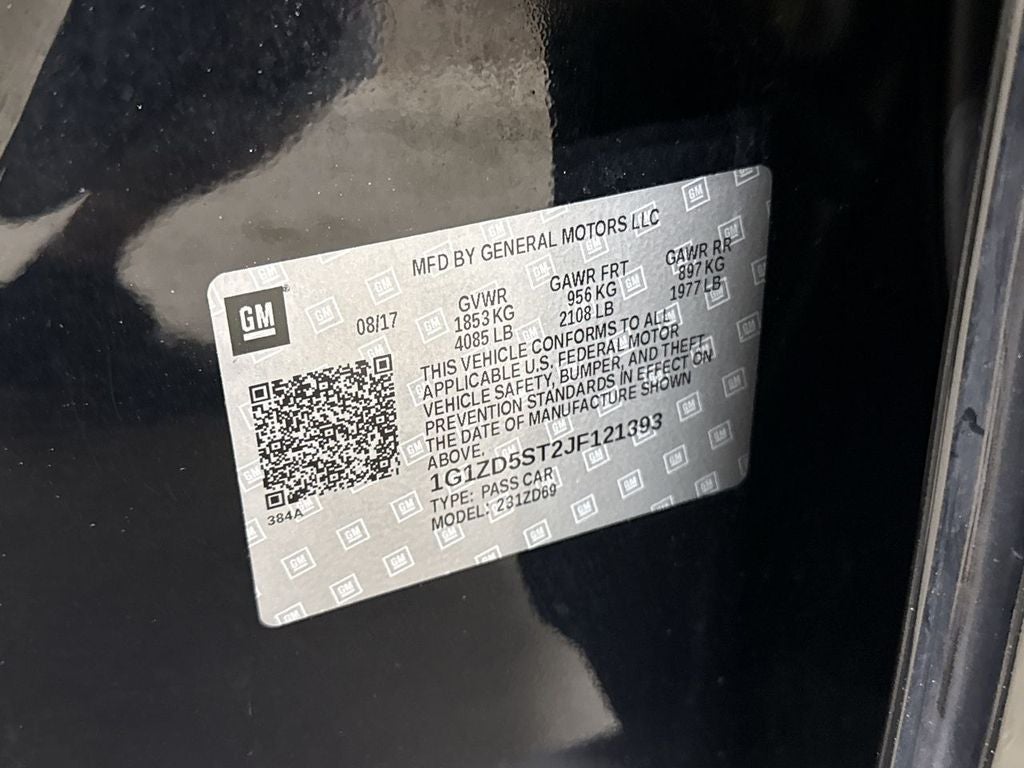 MFD BY GENERAL MOTORS LLC
GM
08/17
GVWR
1853 KG
4085 LB
GAWR FRT
956 KG
2108 LB
GAWR RR
897 KG
1977 LB
THIS VEHICLE CONFORMS TO ALL
APPLICABLE U.S. FEDERAL MOTOR
VEHICLE SAFETY, BUMPER, AND THEFT
PREVENTION STANDARDS IN EFFECT ON
THE DATE OF MANUFACTURE SHOWN
ABOVE.
1G1ZD5ST2JF121393
TYPE: PASS CAR
MODEL: Z31ZD69
384A